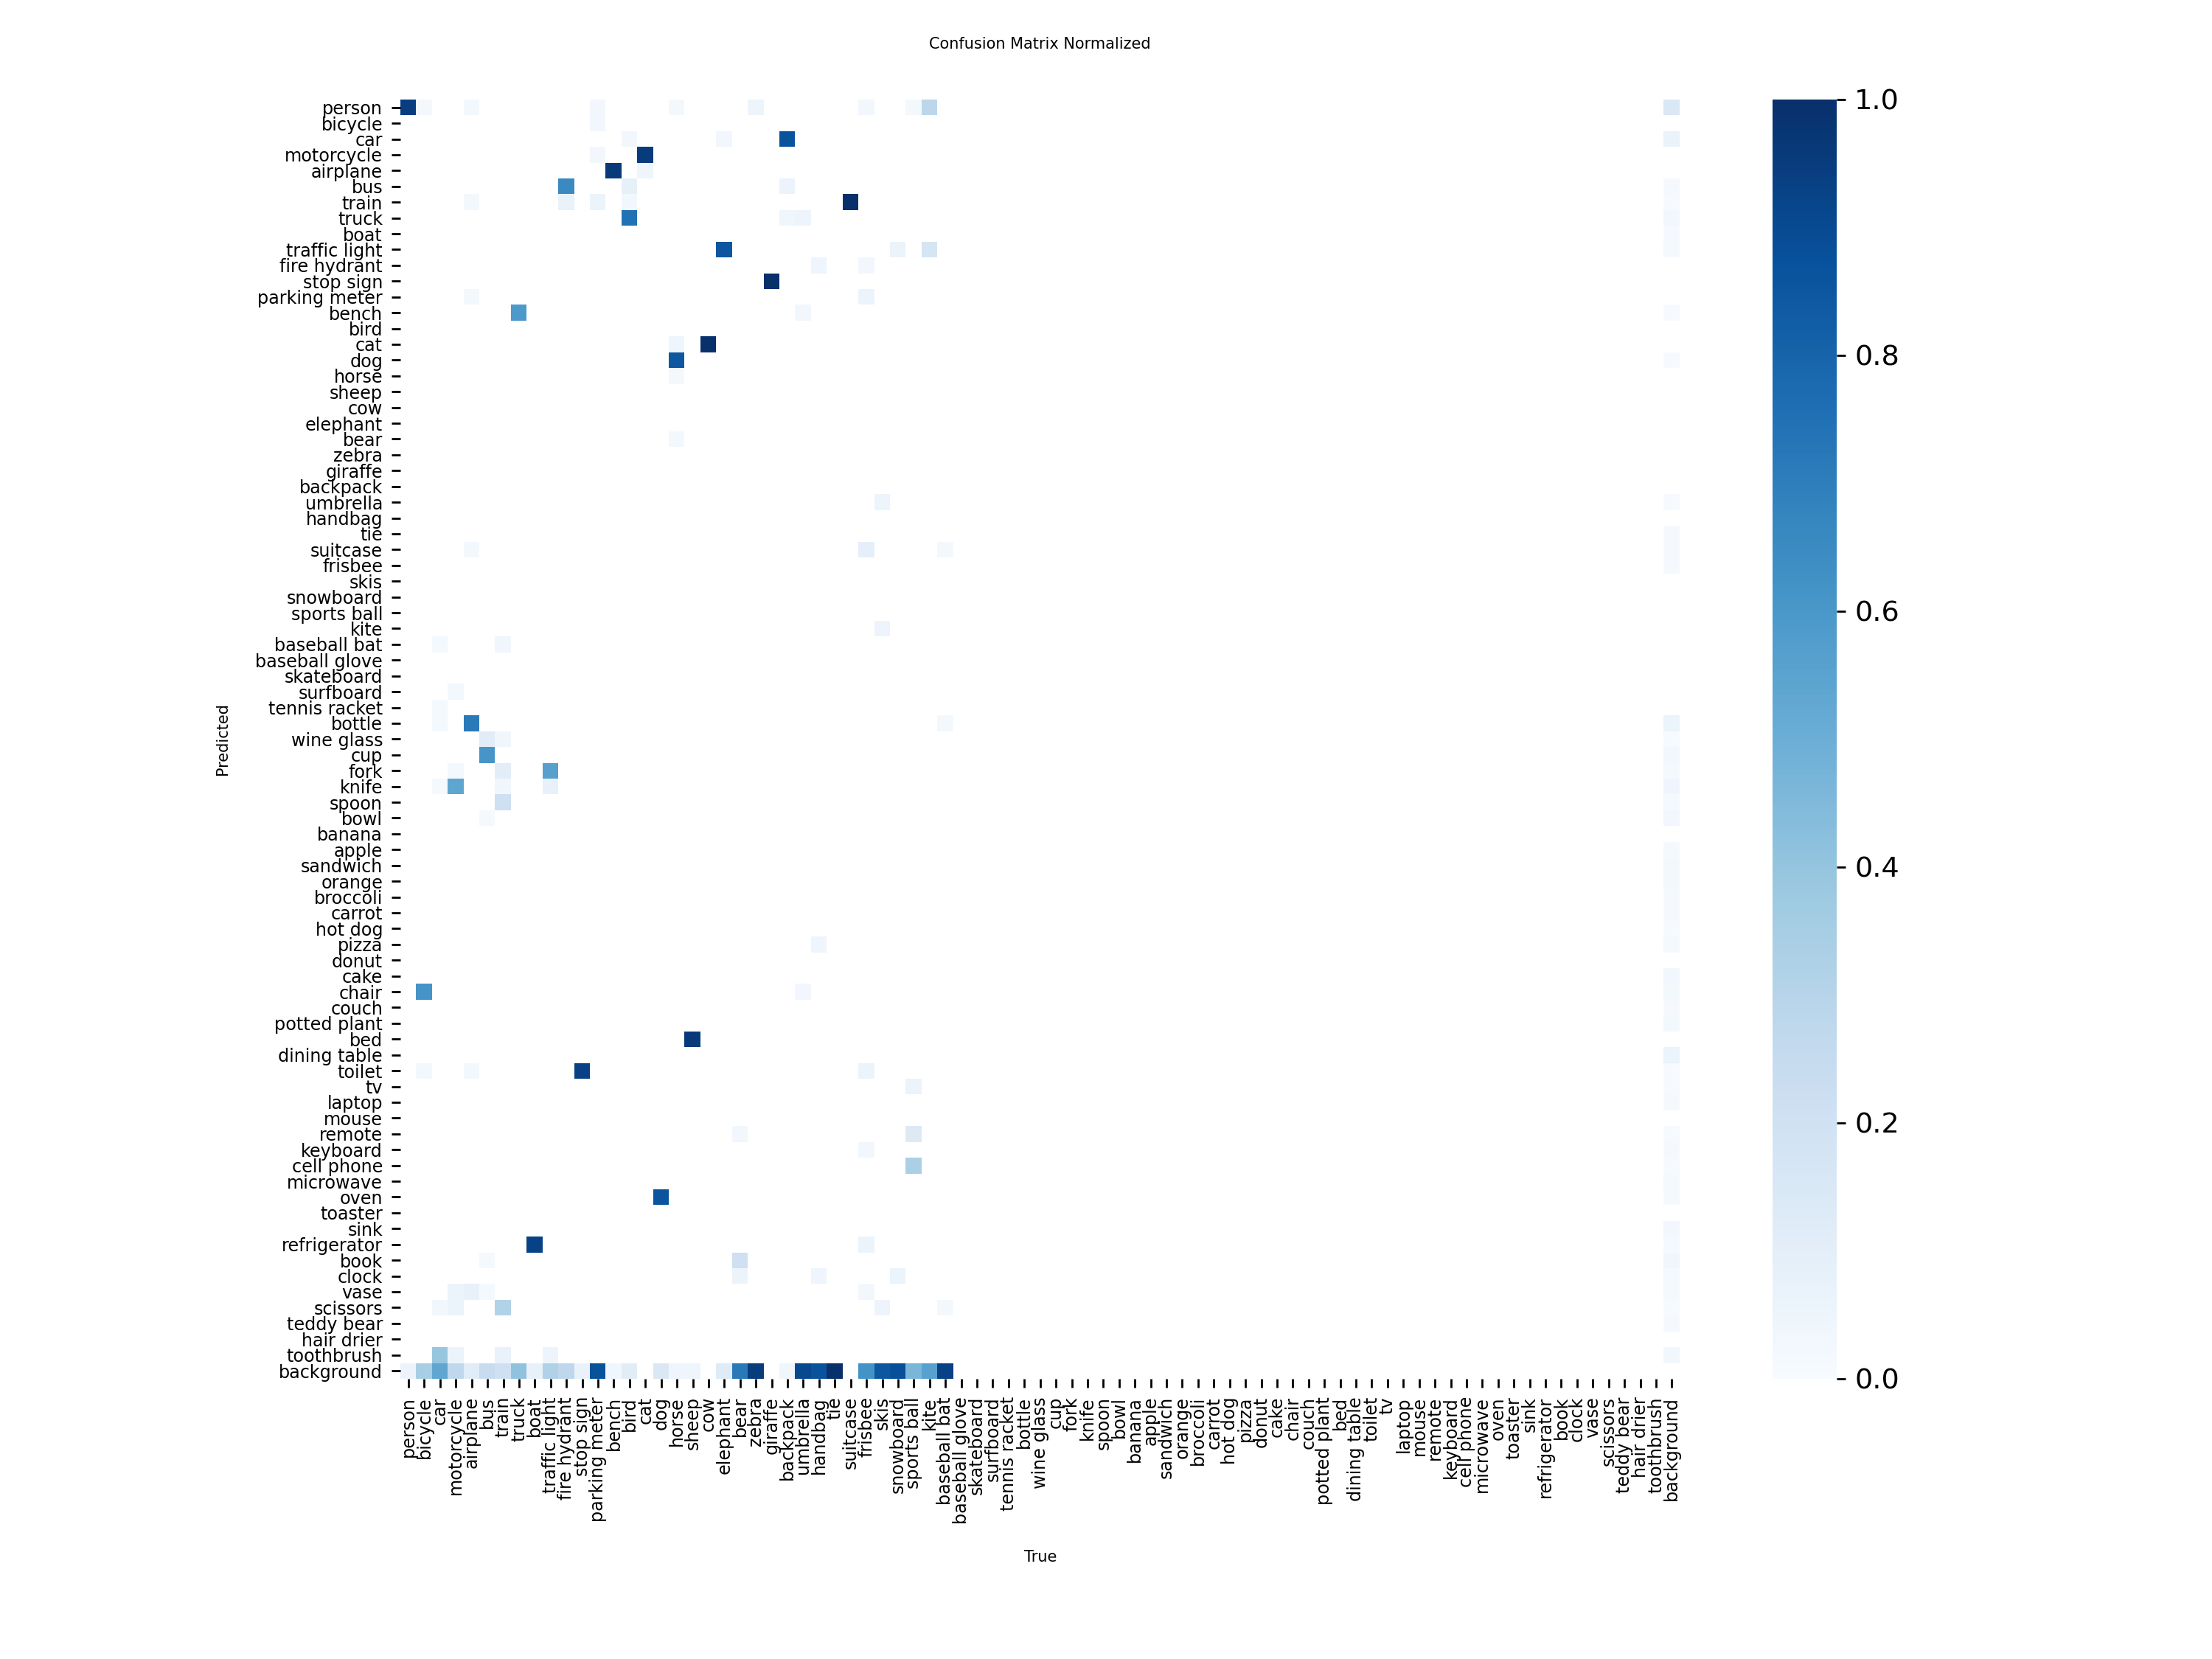 Confusion Matrix Normalized
person
bicycle
car
motorcycle
airplane
bus
train
truck
boat
traffic light
fire hydrant
stop sign
parking meter
bench
bird
cat
dog
horse
sheep
cow
elephant
bear
zebra
giraffe
backpack
umbrella
handbag
tie
suitcase
frisbee
skis
snowboard
sports ball
kite
baseball bat
baseball glove
skateboard
surfboard
tennis racket
bottle
wine glass
cup
fork
knife
spoon
bowl
banana
apple
sandwich
orange
broccoli
carrot
hot dog
pizza
donut
cake
chair
couch
potted plant
bed
dining table
toilet
tv
laptop
mouse
remote
keyboard
cell phone
microwave
oven
toaster
sink
refrigerator
book
clock
vase
scissors
teddy bear
hair drier
toothbrush
background
Predicted
person
bicycle
car
motorcycle
airplane
bus
train
truck
boat
traffic light
fire hydrant
stop sign
parking meter
bench
bird
cat
dog
horse
sheep
cow
elephant
bear
zebra
giraffe
backpack
umbrella
handbag
tie
suitcase
frisbee
skis
snowboard
sports ball
kite
baseball bat
baseball glove
skateboard
surfboard
tennis racket
bottle
wine glass
cup
fork
knife
spoon
bowl
banana
apple
sandwich
orange
broccoli
carrot
hot dog
pizza
donut
cake
chair
couch
potted plant
bed
dining table
toilet
tv
laptop
mouse
remote
keyboard
cell phone
microwave
oven
toaster
sink
refrigerator
book
clock
vase
scissors
teddy bear
hair drier
toothbrush
background
True
1.0
0.8
0.6
0.4
0.2
0.0